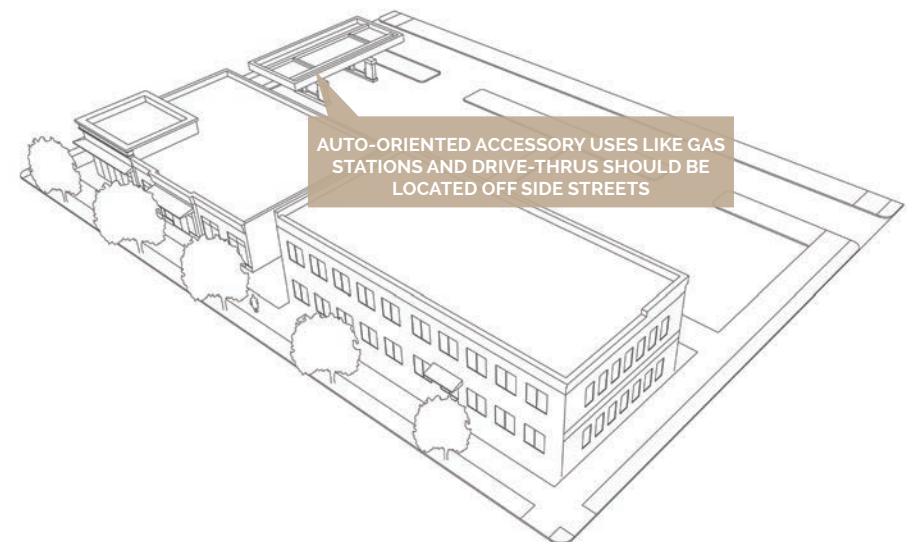 AUTO-ORIENTED ACCESSORY USES LIKE GAS
STATIONS AND DRIVE-THRUS SHOULD BE
LOCATED OFF SIDE STREETS